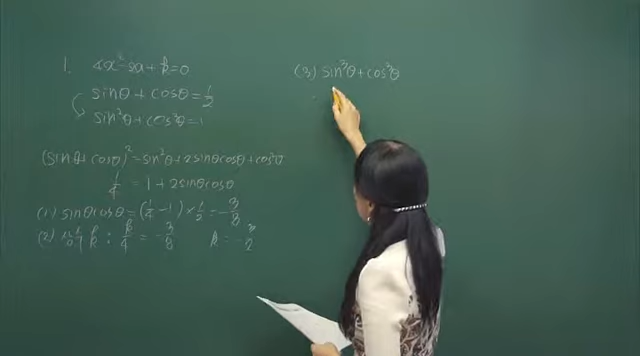 1. 4x²-2x+k=0
sinθ+cosθ=1/2
sin²θ+cos²θ=1
(sinθ+cosθ)²=sin²θ+2sinθcosθ+cos²θ
1/4 = 1+2sinθcosθ
(1) sinθcosθ=(1/4-1)×1/2=-3/8
(2) k : k/4 = -3/8 k = -3/2
(3) sin³θ+cos³θ